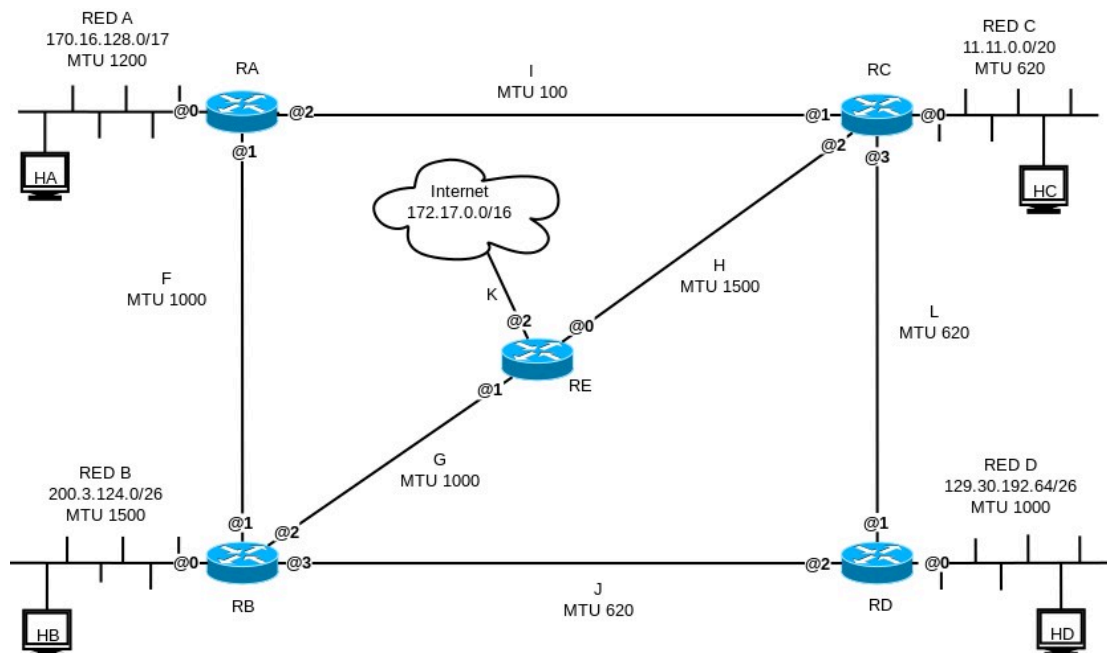 RED A
170.16.128.0/17
MTU 1200
RA
I
MTU 100
RC
RED C
11.11.0.0/20
MTU 620
@0
@2
@1
@0
@1
@2
@3
HA
HC
Internet
172.17.0.0/16
F
MTU 1000
H
MTU 1500
K
@2
@0
L
MTU 620
@1
RE
G
MTU 1000
RED B
200.3.124.0/26
MTU 1500
RED D
129.30.192.64/26
MTU 1000
@1
@2
@1
@0
@3
@2
@0
J
MTU 620
RB
RD
HB
HD